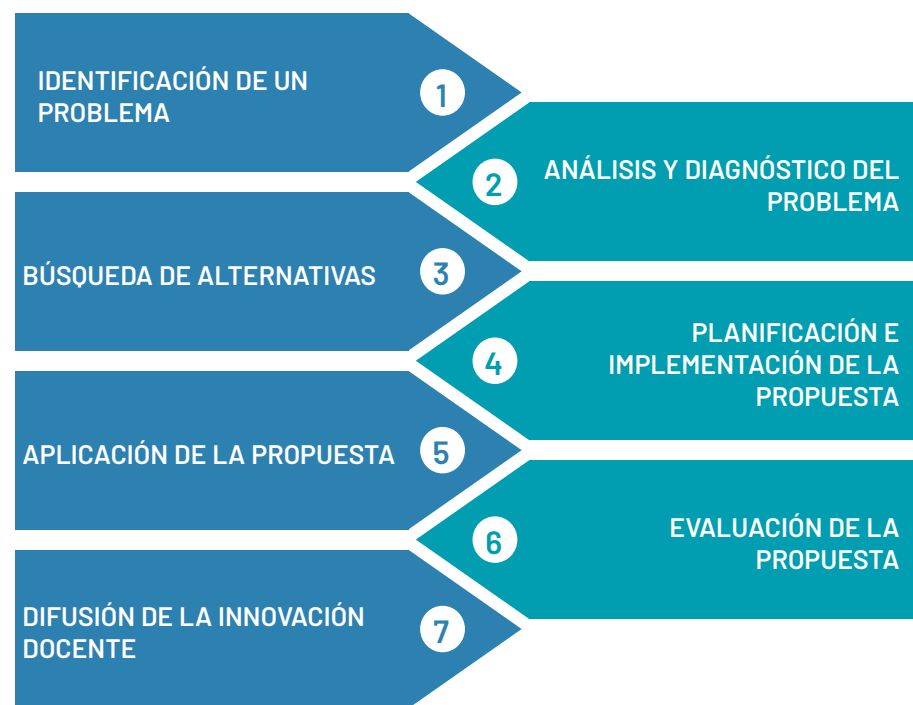 IDENTIFICACIÓN DE UN
PROBLEMA
1
2
ANÁLISIS Y DIAGNÓSTICO DEL
PROBLEMA
BÚSQUEDA DE ALTERNATIVAS
3
4
PLANIFICACIÓN E
IMPLEMENTACIÓN DE LA
PROPUESTA
APLICACIÓN DE LA PROPUESTA
5
6
EVALUACIÓN DE LA
PROPUESTA
DIFUSIÓN DE LA INNOVACIÓN
DOCENTE
7